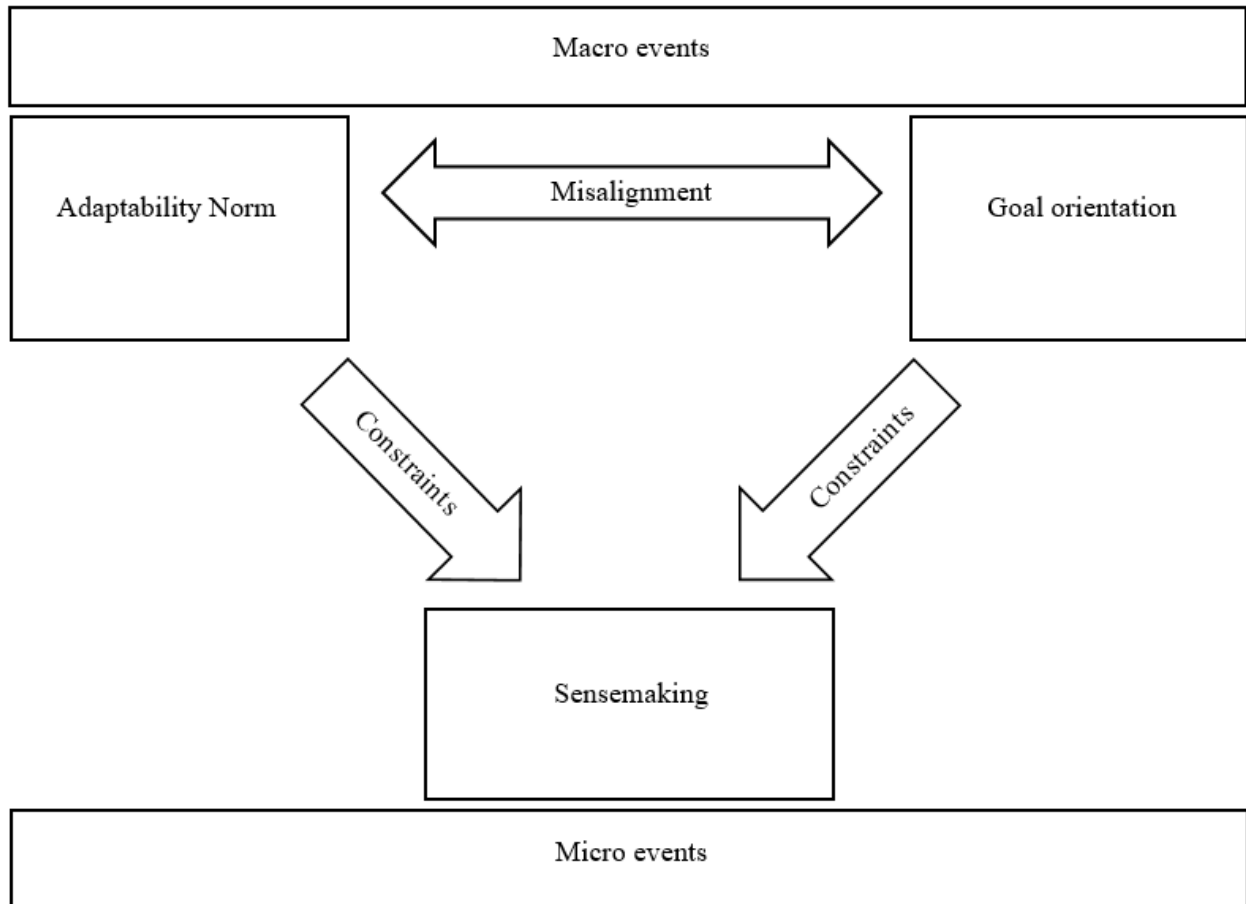 Macro events
Adaptability Norm
Misalignment
Goal orientation
Constraints
Constraints
Sensemaking
Micro events